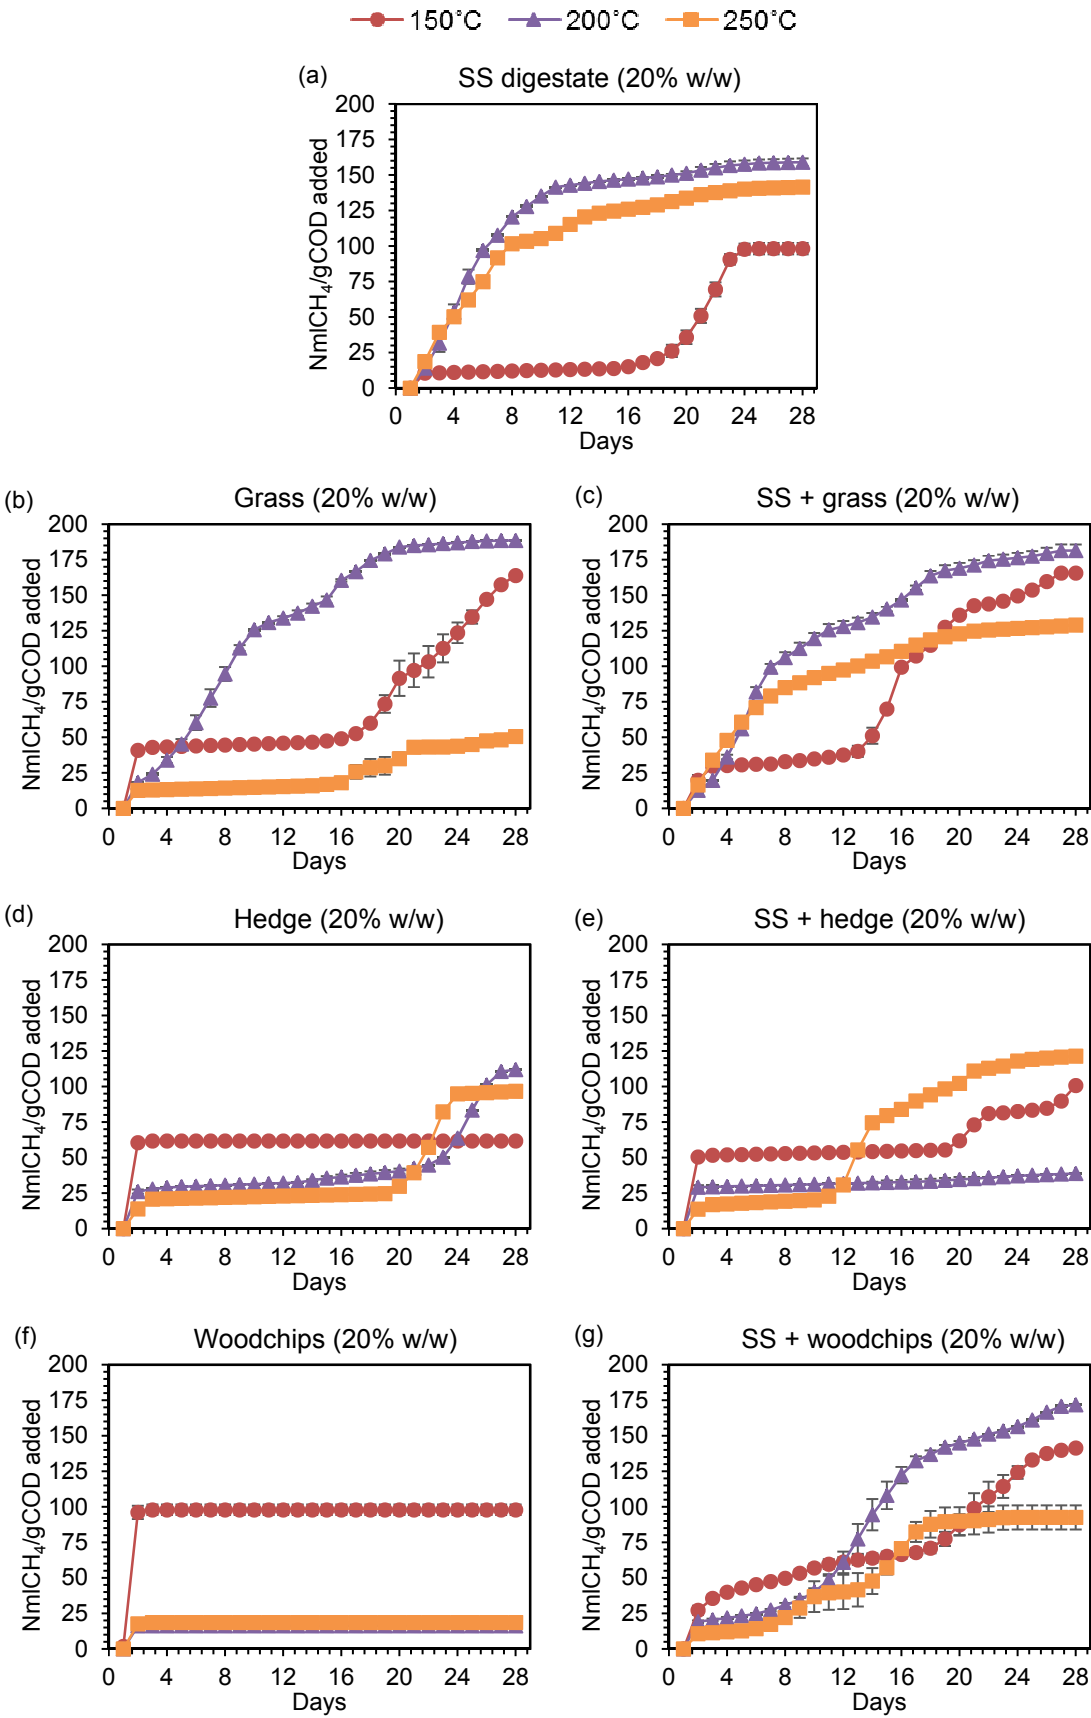 150°C 200°C 250°C
(a) SS digestate (20% w/w)
NmlCH₄/gCOD added
200
175
150
125
100
75
50
25
0
0 4 8 12 16 20 24 28
Days
(b) Grass (20% w/w)
NmlCH₄/gCOD added
200
175
150
125
100
75
50
25
0
0 4 8 12 16 20 24 28
Days
(c) SS + grass (20% w/w)
NmlCH₄/gCOD added
200
175
150
125
100
75
50
25
0
0 4 8 12 16 20 24 28
Days
(d) Hedge (20% w/w)
NmlCH₄/gCOD added
200
175
150
125
100
75
50
25
0
0 4 8 12 16 20 24 28
Days
(e) SS + hedge (20% w/w)
NmlCH₄/gCOD added
200
175
150
125
100
75
50
25
0
0 4 8 12 16 20 24 28
Days
(f) Woodchips (20% w/w)
NmlCH₄/gCOD added
200
175
150
125
100
75
50
25
0
0 4 8 12 16 20 24 28
Days
(g) SS + woodchips (20% w/w)
NmlCH₄/gCOD added
200
175
150
125
100
75
50
25
0
0 4 8 12 16 20 24 28
Days